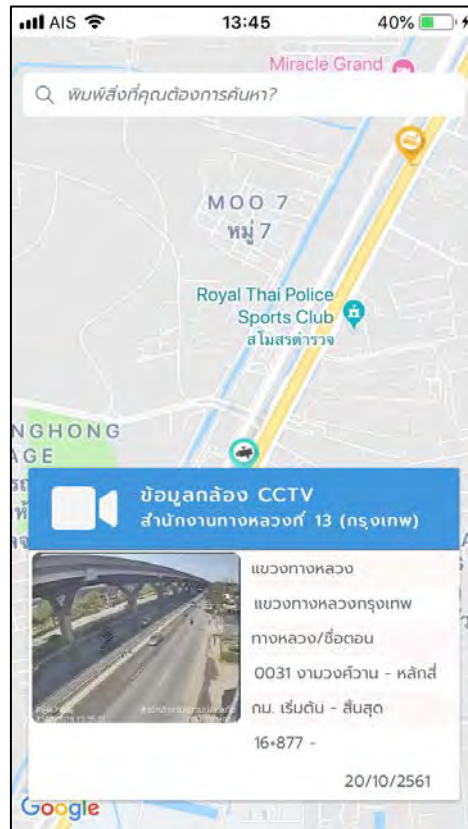 AIS
13:45
40%
Miracle Grand
พิมพ์สิ่งที่คุณต้องการค้นหา?
MOO 7
หมู่ 7
Royal Thai Police
Sports Club
สโมสรตำรวจ
NGHONG
AGE
ข้อมูลกล้อง CCTV
สำนักงานทางหลวงที่ 13 (กรุงเทพ)
แขวงทางหลวง
แขวงทางหลวงกรุงเทพ
ทางหลวง/ชื่อตอน
0031 งามวงศ์วาน - หลักสี่
กม. เริ่มต้น - สิ้นสุด
16+877 -
20/10/2561
Google